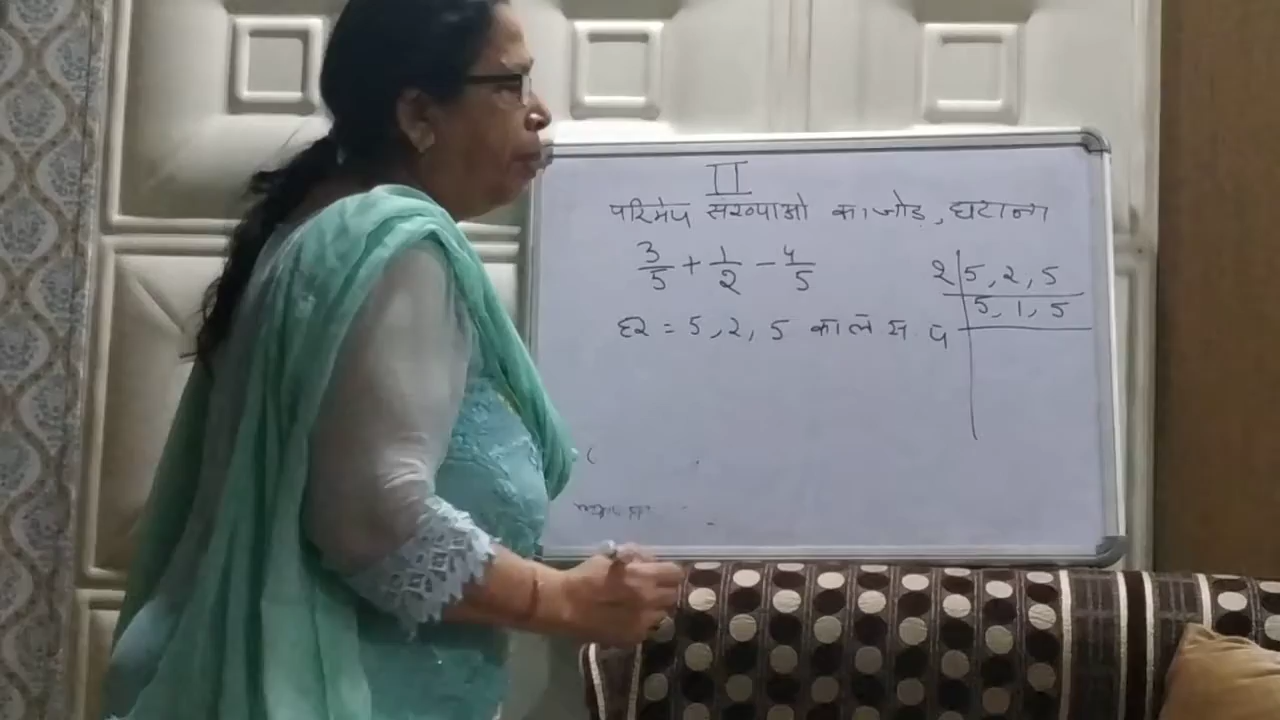 II
परिमेय संख्याओ का जोड़, घटाना
3/5 + 1/2 - 4/5
हर = 5, 2, 5 का ल स प
2 | 5, 2, 5
5, 1, 5